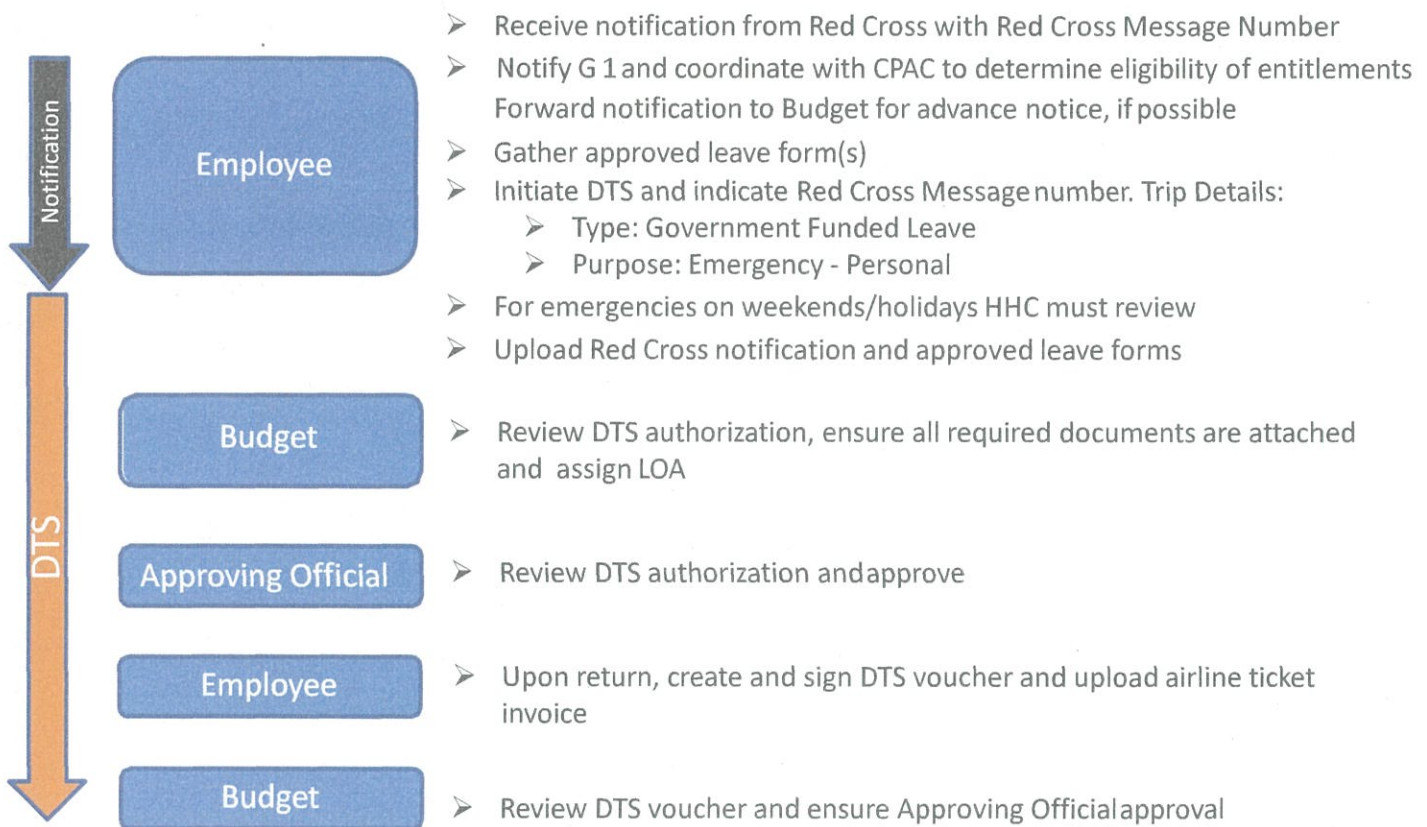 ➢ Receive notification from Red Cross with Red Cross Message Number
➢ Notify G 1 and coordinate with CPAC to determine eligibility of entitlements
Forward notification to Budget for advance notice, if possible
Notification
Employee
➢ Gather approved leave form(s)
➢ Initiate DTS and indicate Red Cross Message number. Trip Details:
➢ Type: Government Funded Leave
➢ Purpose: Emergency - Personal
➢ For emergencies on weekends/holidays HHC must review
➢ Upload Red Cross notification and approved leave forms
DTS
Budget
➢ Review DTS authorization, ensure all required documents are attached
and assign LOA
Approving Official
➢ Review DTS authorization and approve
Employee
➢ Upon return, create and sign DTS voucher and upload airline ticket
invoice
Budget
➢ Review DTS voucher and ensure Approving Official approval